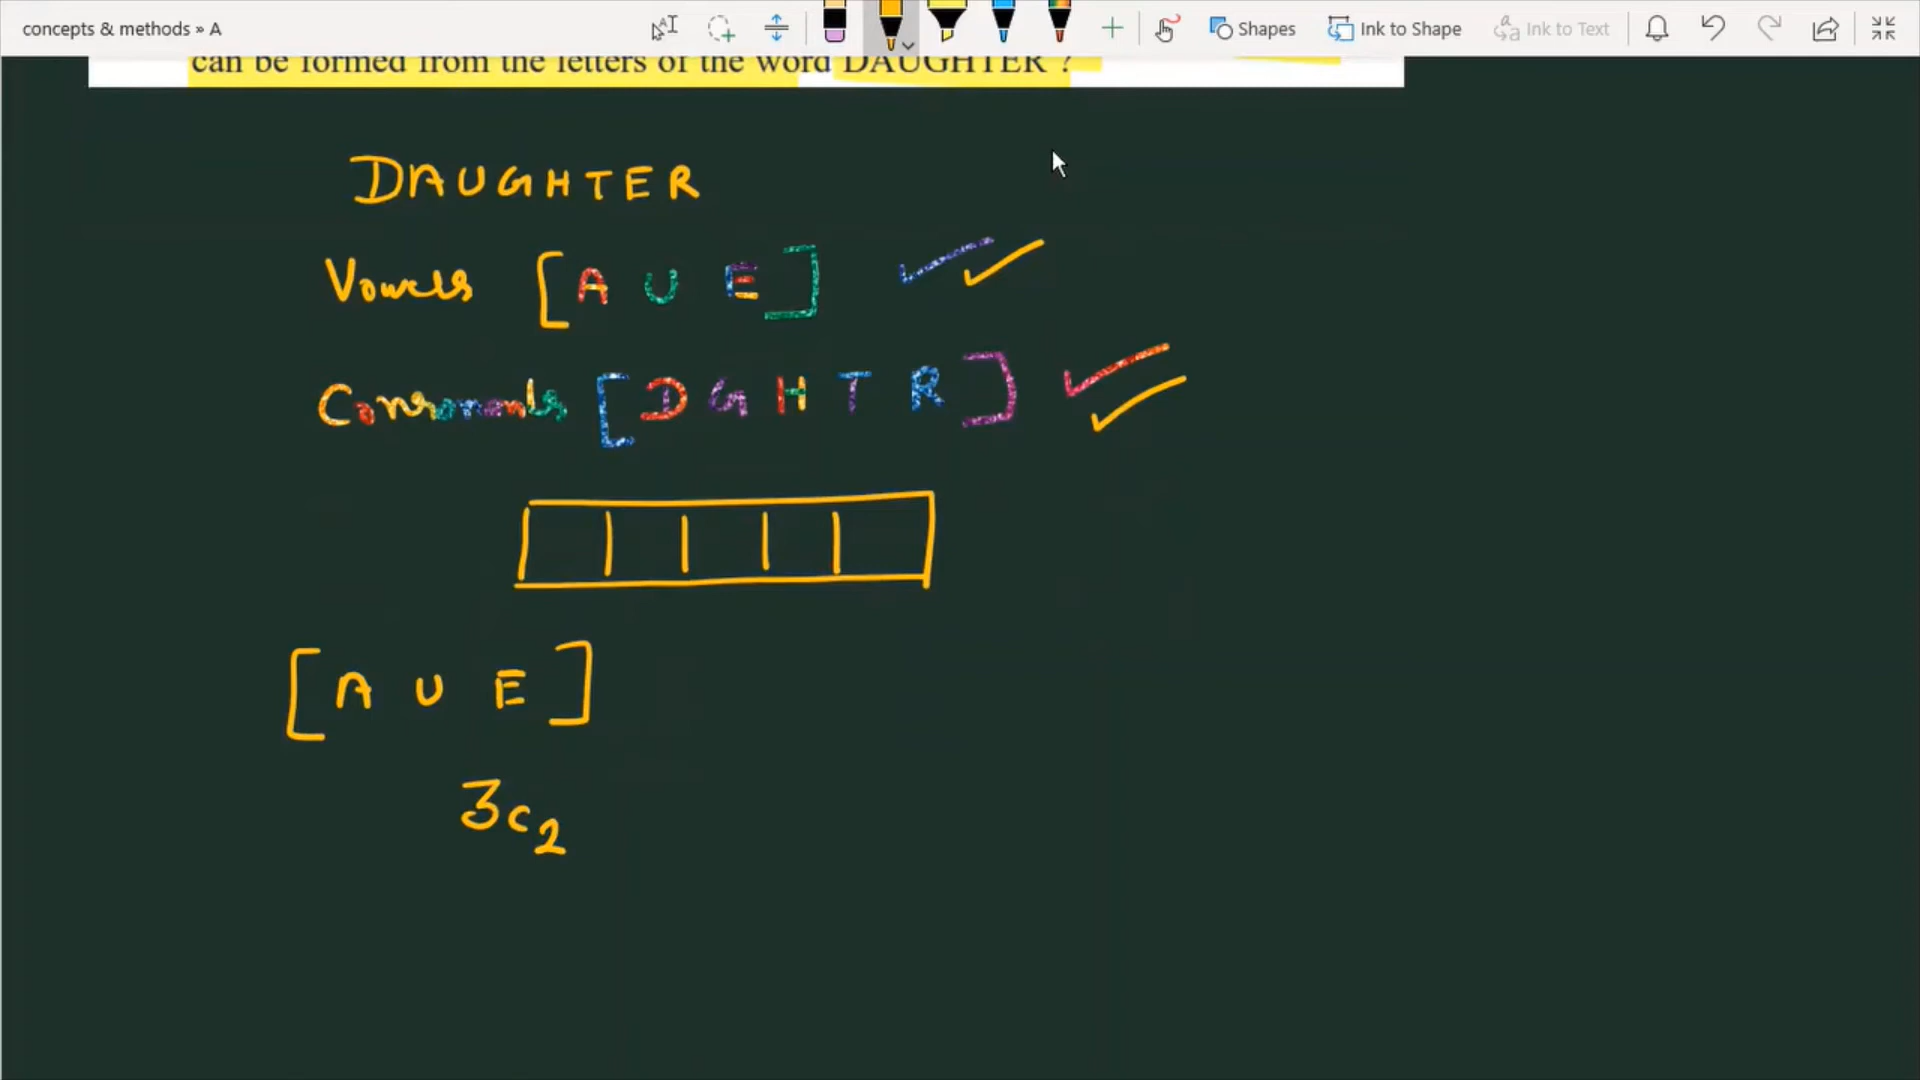 concepts & methods » A
Shapes
Ink to Shape
Ink to Text
can be formed from the letters of the word DAUGHTER ?
DAUGHTER
Vowels [A U E]
Consonants [D G H T R]
[A U E]
3c2